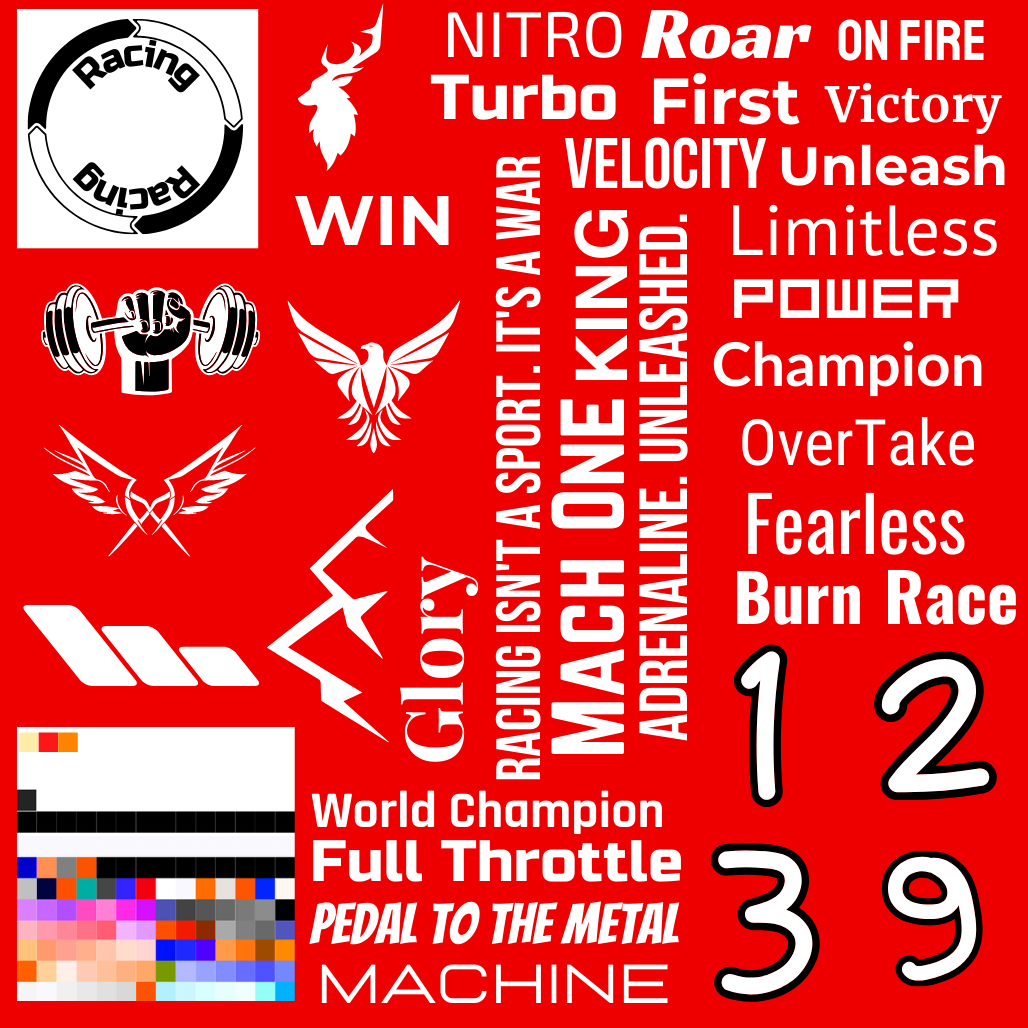 Racing
Racing
NITRO
Roar
ON FIRE
Turbo
First
Victory
VELOCITY
Unleash
WIN
Limitless
POWER
Champion
OverTake
Fearless
Burn Race
Glory
RACING ISN'T A SPORT. IT'S A WAR
MACH ONE KING
ADRENALINE. UNLEASHED.
1
2
World Champion
Full Throttle
PEDAL TO THE METAL
MACHINE
3
9